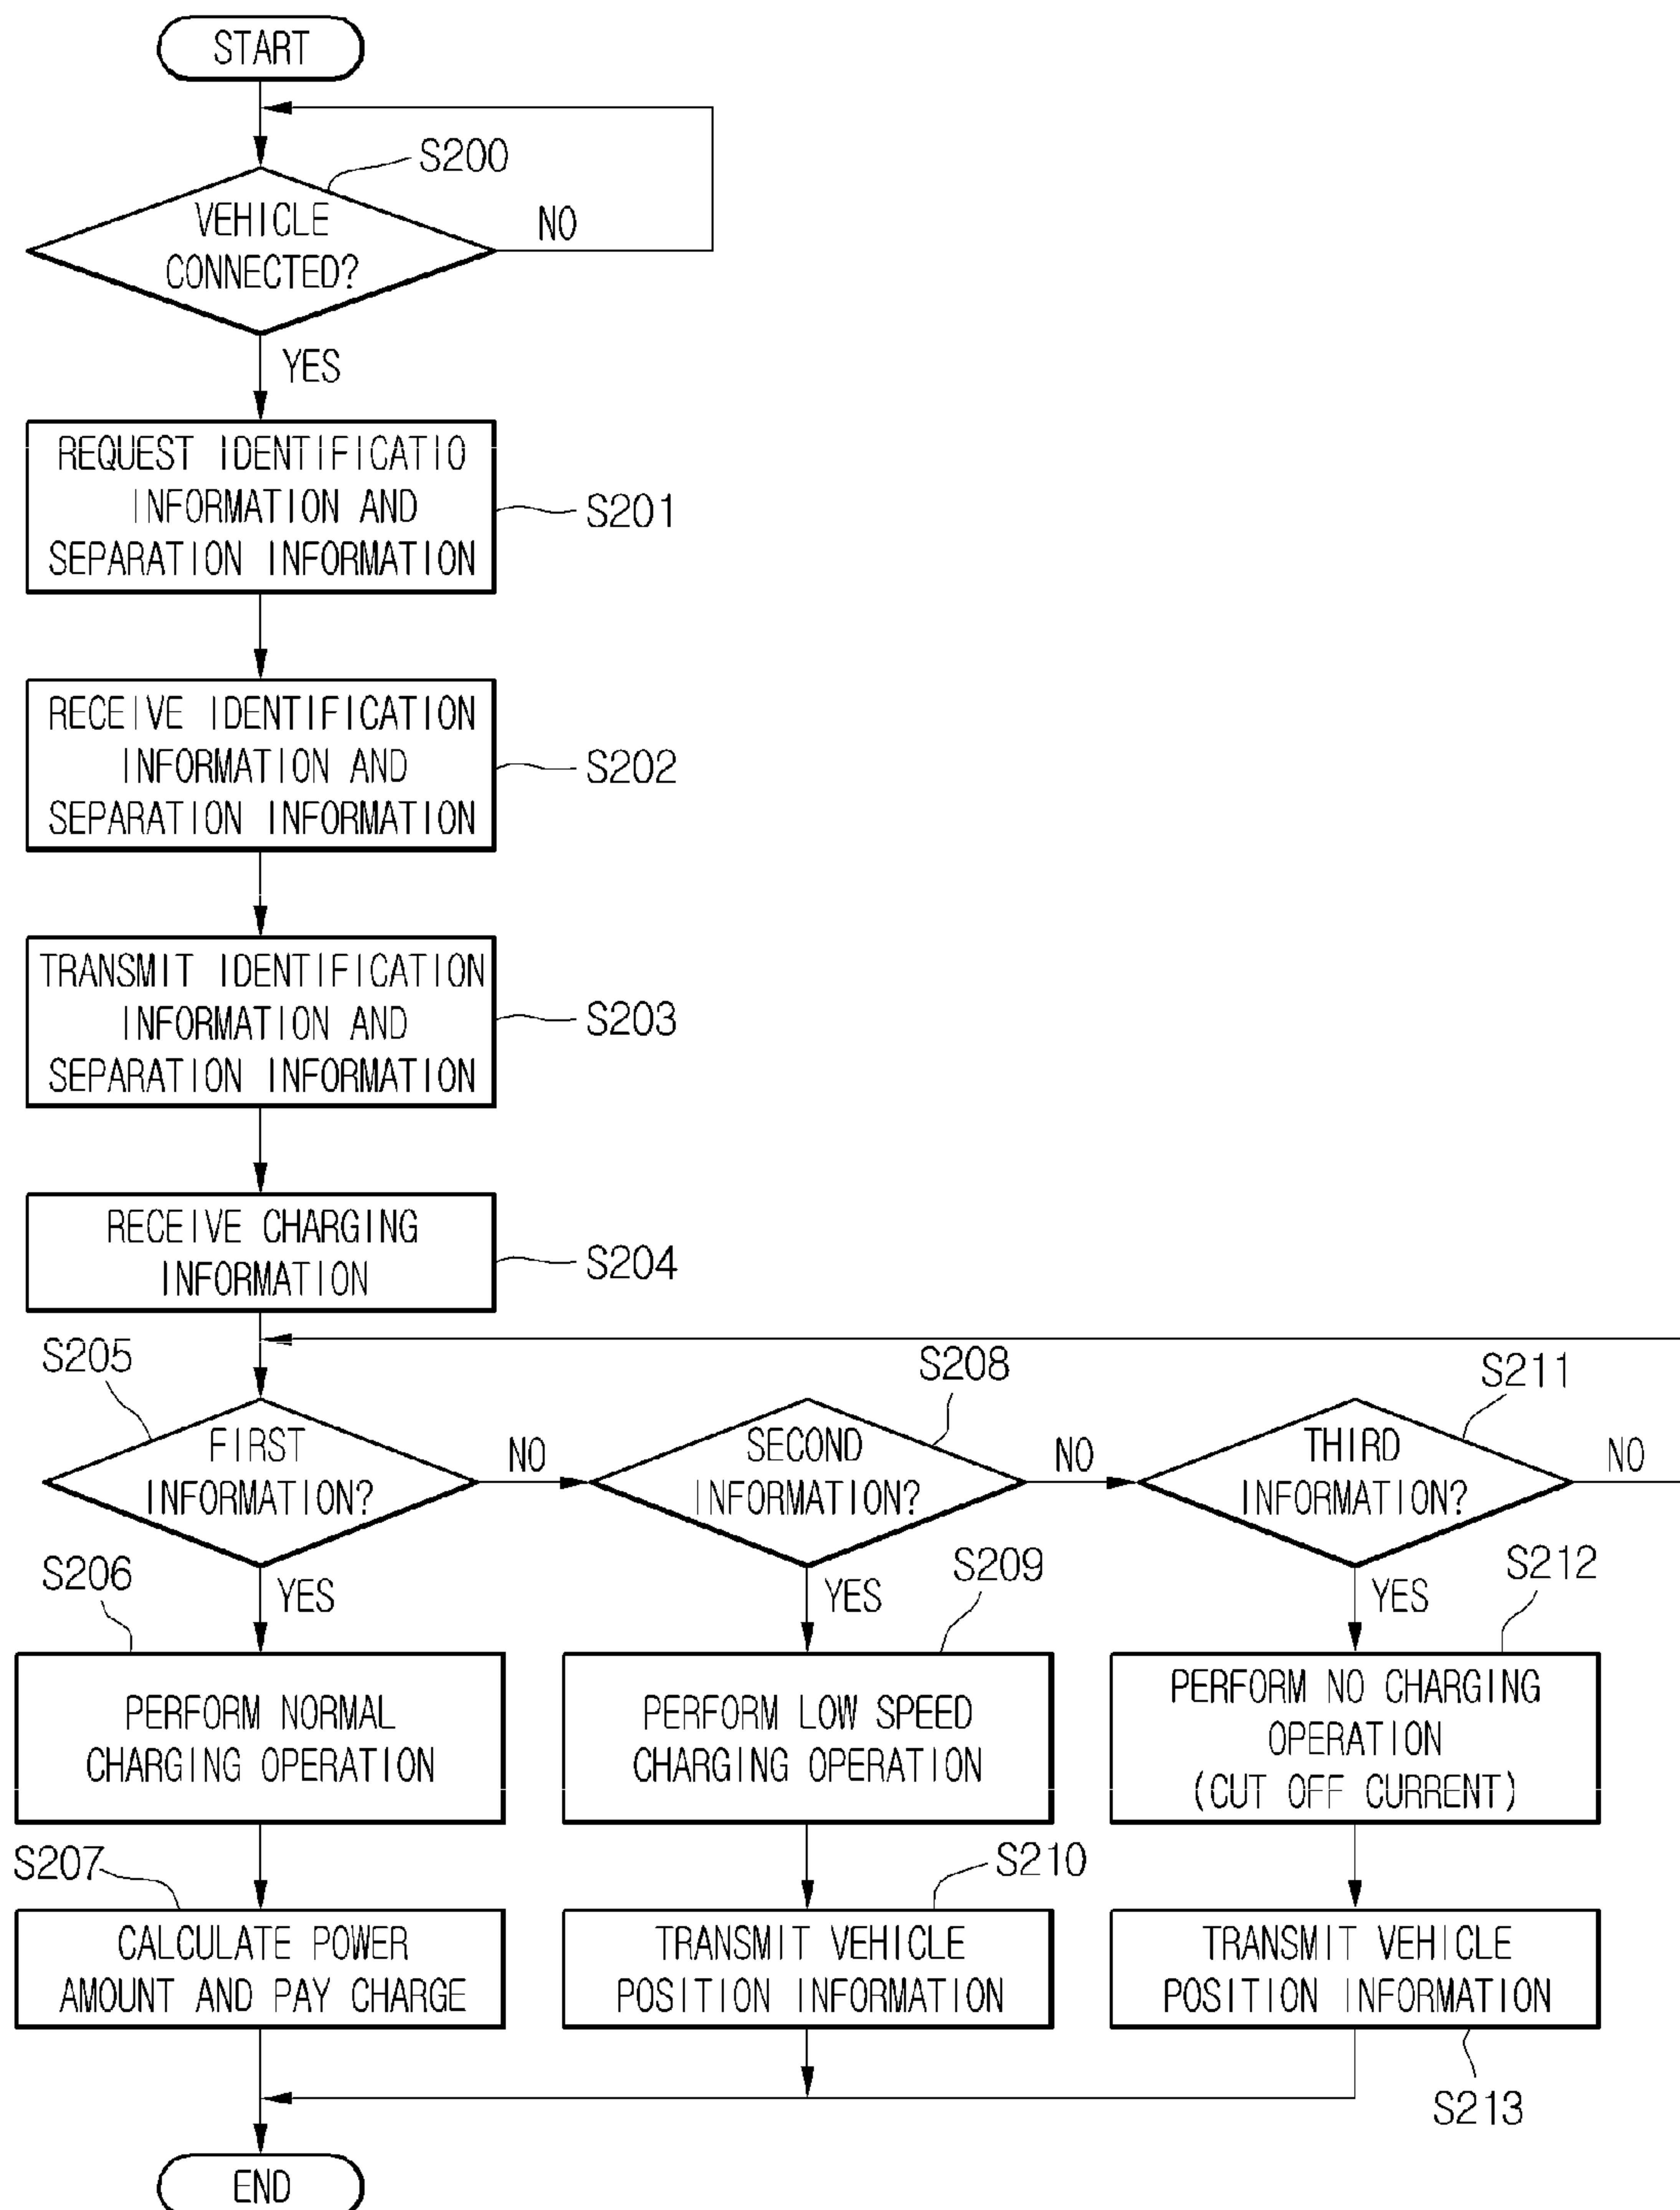 START
S200
VEHICLE
CONNECTED?
NO
YES
REQUEST IDENTIFICATIO
INFORMATION AND
SEPARATION INFORMATION
S201
RECEIVE IDENTIFICATION
INFORMATION AND
SEPARATION INFORMATION
S202
TRANSMIT IDENTIFICATION
INFORMATION AND
SEPARATION INFORMATION
S203
RECEIVE CHARGING
INFORMATION
S204
S205
FIRST
INFORMATION?
NO
YES
S208
SECOND
INFORMATION?
NO
YES
S211
THIRD
INFORMATION?
NO
YES
S206
PERFORM NORMAL
CHARGING OPERATION
S209
PERFORM LOW SPEED
CHARGING OPERATION
S212
PERFORM NO CHARGING
OPERATION
(CUT OFF CURRENT)
S207
CALCULATE POWER
AMOUNT AND PAY CHARGE
S210
TRANSMIT VEHICLE
POSITION INFORMATION
TRANSMIT VEHICLE
POSITION INFORMATION
S213
END